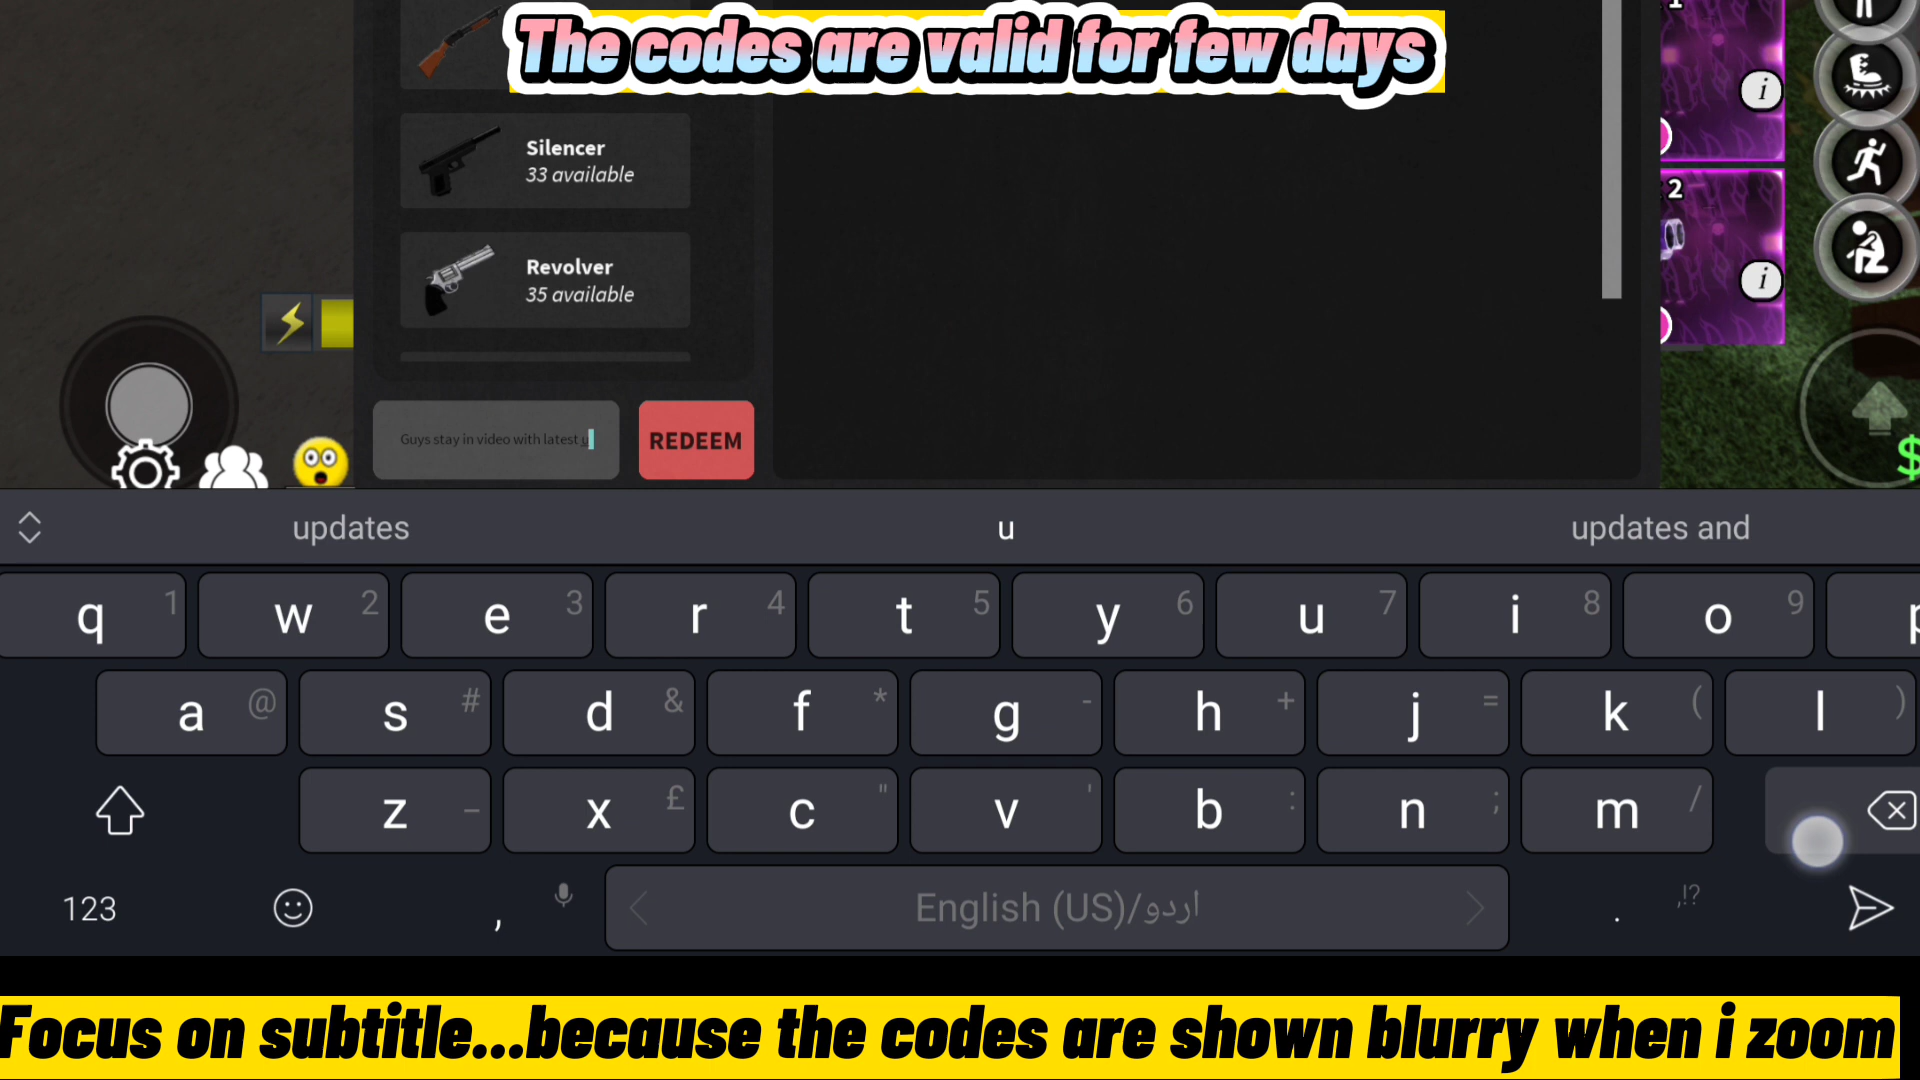 The codes are valid for few days
1
i
Silencer
33 available
2
Revolver
35 available
i
Guys stay in video with latest u
REDEEM
$
updates
u
updates and
q 1 w 2 e 3 r 4 t 5 y 6 u 7 i 8 o 9 p
a @ s # d & f * g - h + j = k ( l )
z _ x £ c " v ' b : n ; m /
123 , English (US)/اردو . ,!?
Focus on subtitle...because the codes are shown blurry when i zoom